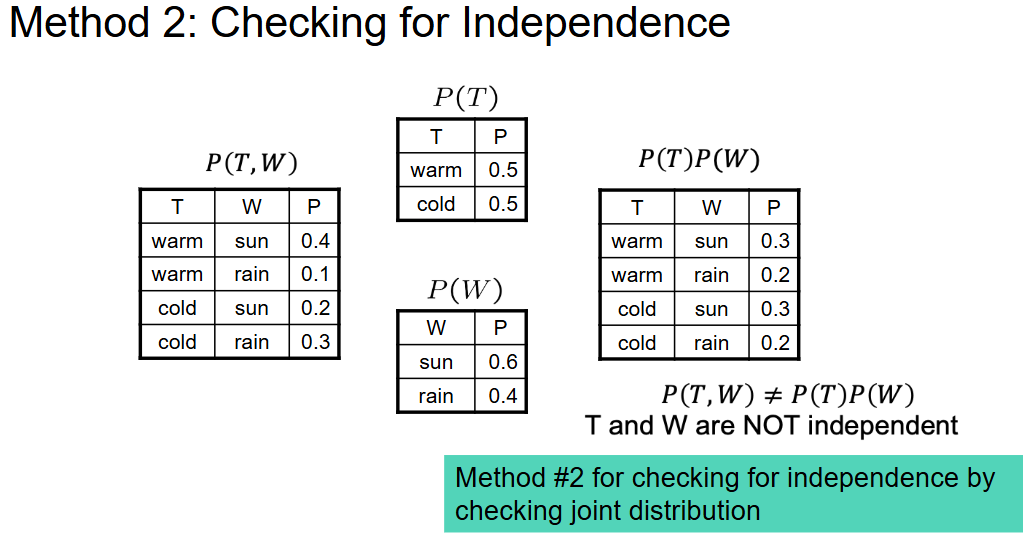 Method 2: Checking for Independence
P(T)
T P
warm 0.5
cold 0.5
P(T,W)
T W P
warm sun 0.4
warm rain 0.1
cold sun 0.2
cold rain 0.3
P(W)
W P
sun 0.6
rain 0.4
P(T)P(W)
T W P
warm sun 0.3
warm rain 0.2
cold sun 0.3
cold rain 0.2
P(T,W) ≠ P(T)P(W)
T and W are NOT independent
Method #2 for checking for independence by
checking joint distribution